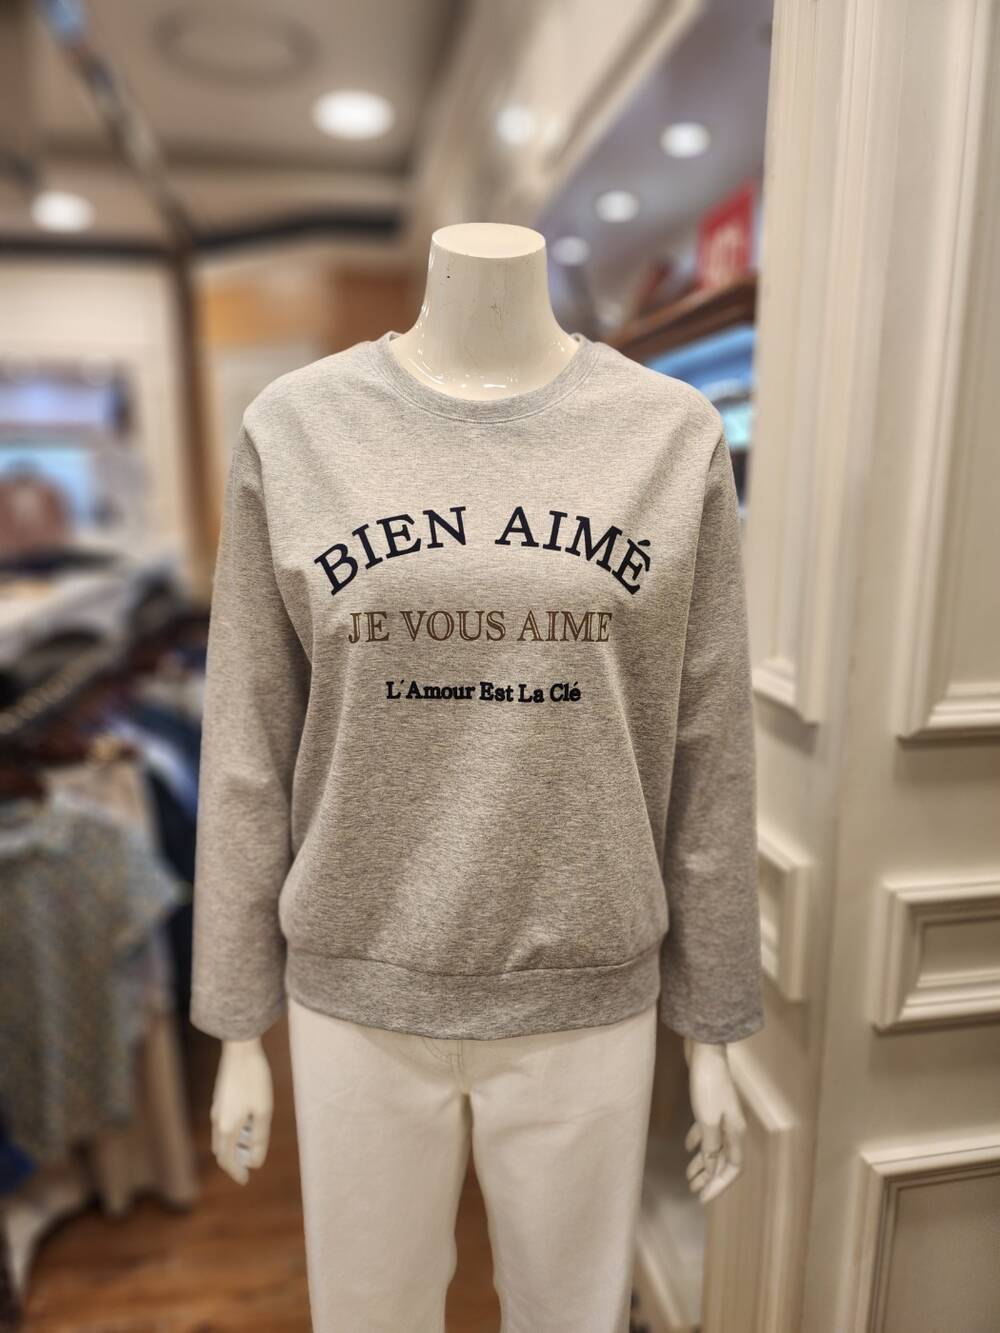 BIEN AIMÉ
JE VOUS AIME
L'Amour Est La Clé